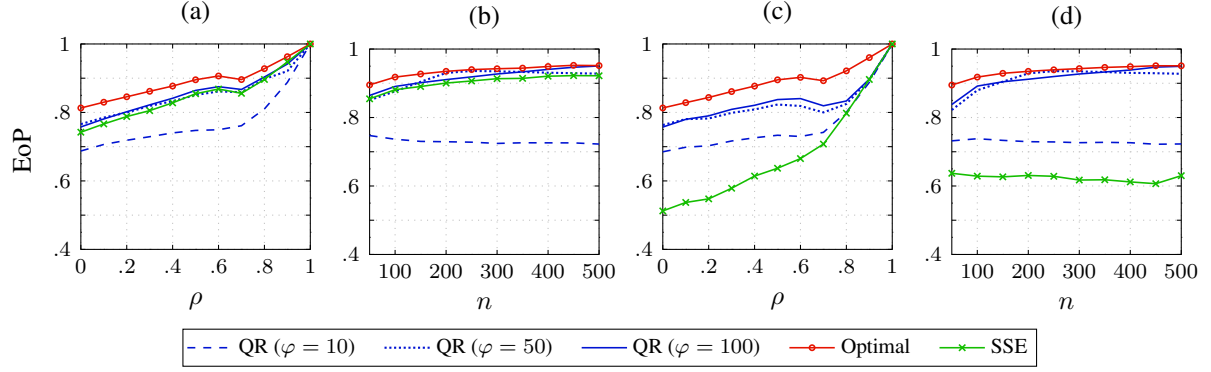 (a) (b) (c) (d)
EoP
1 1 1 1
.8 .8 .8 .8
.6 .6 .6 .6
.4 .4 .4 .4
0 .2 .4 .6 .8 1 100 200 300 400 500 0 .2 .4 .6 .8 1 100 200 300 400 500
ρ n ρ n
QR (φ = 10) QR (φ = 50) QR (φ = 100) Optimal SSE